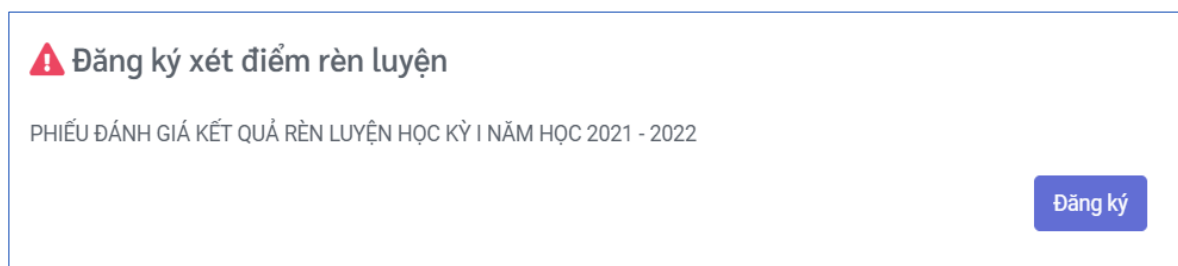 Đăng ký xét điểm rèn luyện
PHIẾU ĐÁNH GIÁ KẾT QUẢ RÈN LUYỆN HỌC KỲ I NĂM HỌC 2021 - 2022
Đăng ký